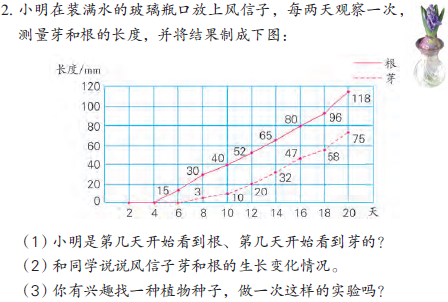 2. 小明在装满水的玻璃瓶口放上风信子，每两天观察一次，
测量芽和根的长度，并将结果制成下图：
长度/mm
根
芽
120
100
80
60
40
20
0
15 30 40 52 65 80 96 118
3 10 20 32 47 58 75
2 4 6 8 10 12 14 16 18 20 天
（1）小明是第几天开始看到根、第几天开始看到芽的？
（2）和同学说说风信子芽和根的生长变化情况。
（3）你有兴趣找一种植物种子，做一次这样的实验吗？